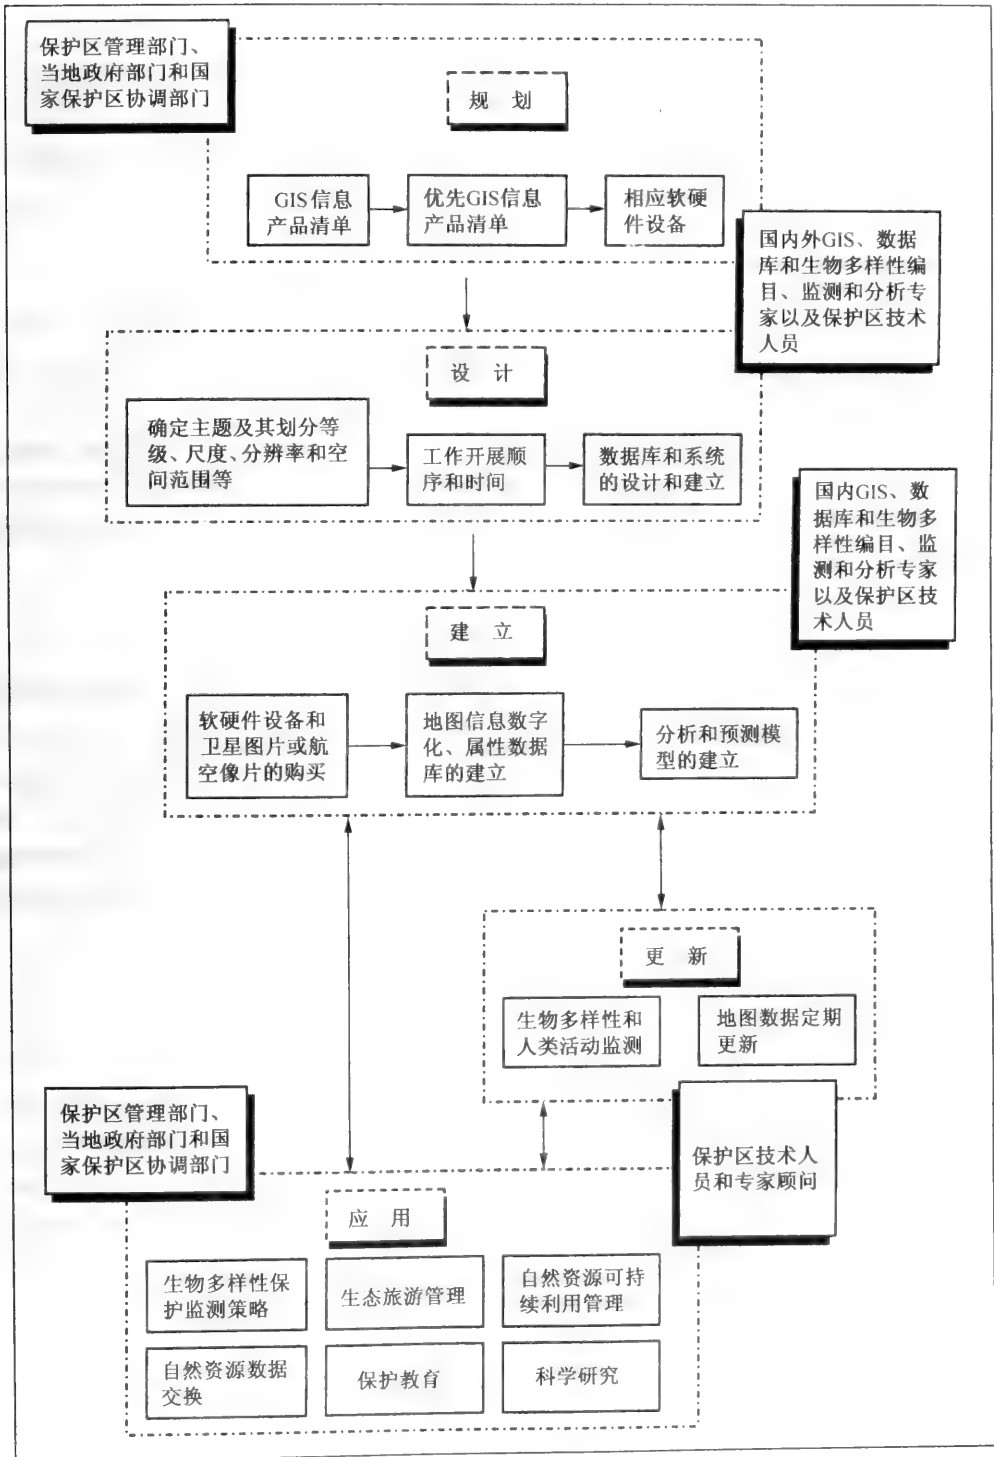 保护区管理部门、
当地政府部门和国
家保护区协调部门
规 划
GIS信息
产品清单
优先GIS信息
产品清单
相应软硬
件设备
国内外GIS、数据
库和生物多样性编
目、监测和分析专
家以及保护区技术
人员
设 计
确定主题及其划分等
级、尺度、分辨率和空
间范围等
工作开展顺
序和时间
数据库和系统
的设计和建立
国内GIS、数
据库和生物多
样性编目、监
测和分析专家
以及保护区技
术人员
建 立
软硬件设备和
卫星图片或航
空像片的购买
地图信息数字
化、属性数据
库的建立
分析和预测模
型的建立
更 新
生物多样性和
人类活动监测
地图数据定期
更新
保护区管理部门、
当地政府部门和国
家保护区协调部门
保护区技术人
员和专家顾问
应 用
生物多样性保
护监测策略
生态旅游管理
自然资源可持
续利用管理
自然资源数据
交换
保护教育
科学研究